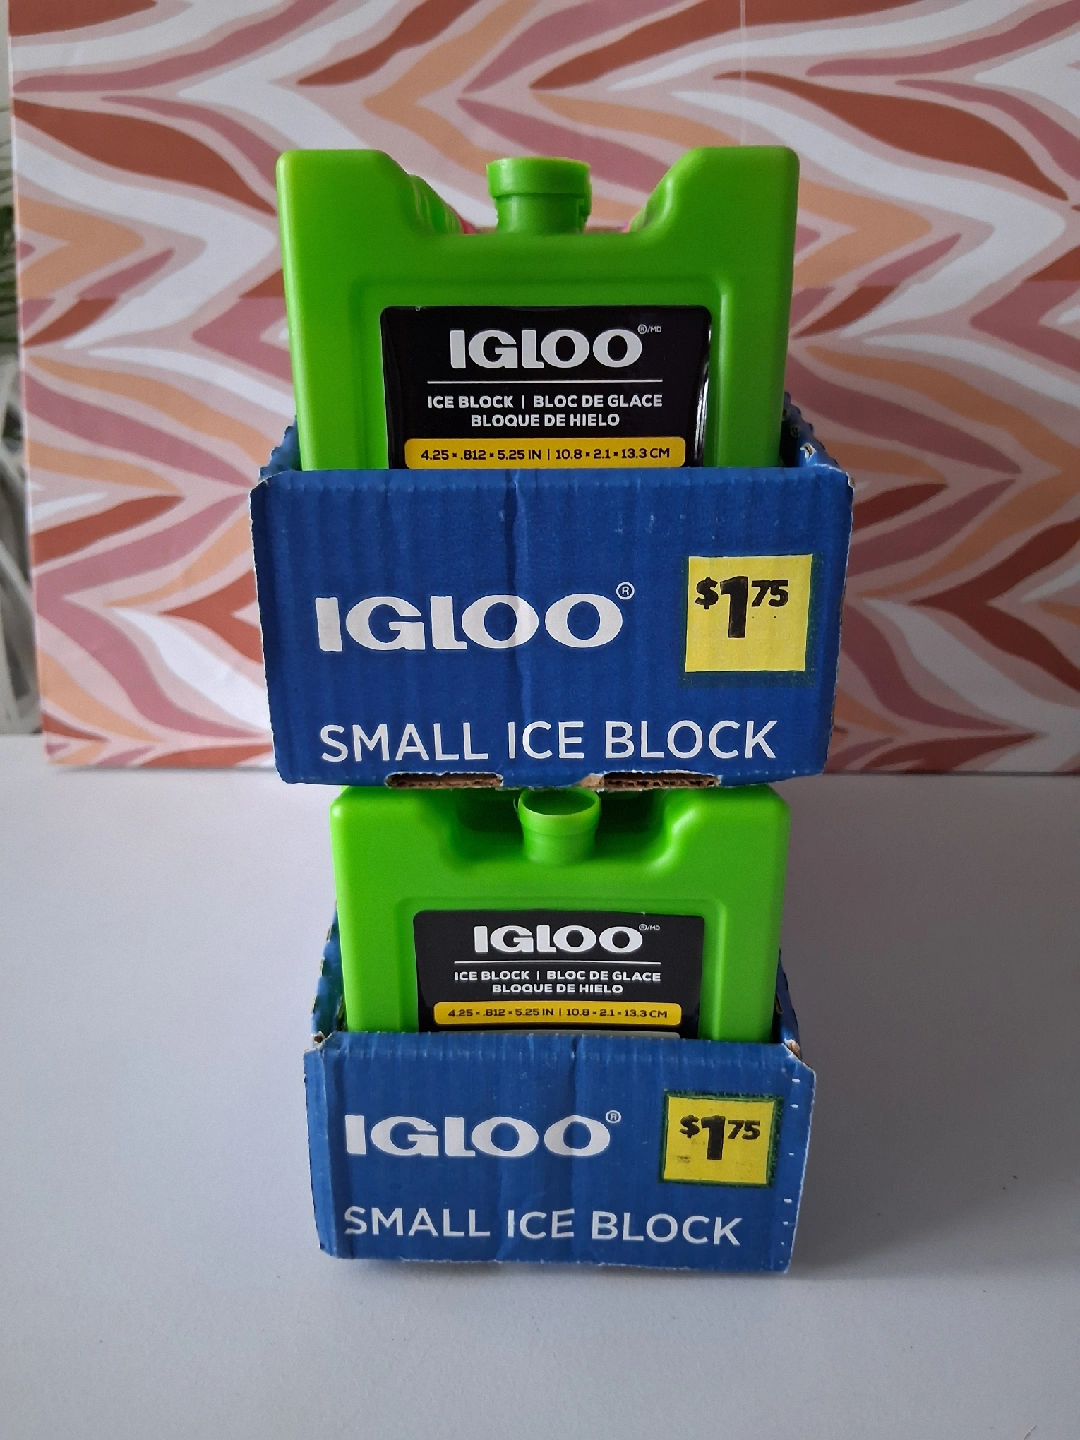 IGLOO®/MD
ICE BLOCK | BLOC DE GLACE
BLOQUE DE HIELO
4.25 × .812 × 5.25 IN | 10.8 × 2.1 × 13.3 CM
IGLOO®
$1.75
SMALL ICE BLOCK
IGLOO®/MD
ICE BLOCK | BLOC DE GLACE
BLOQUE DE HIELO
4.25 × .812 × 5.25 IN | 10.8 × 2.1 × 13.3 CM
IGLOO®
$1.75
SMALL ICE BLOCK